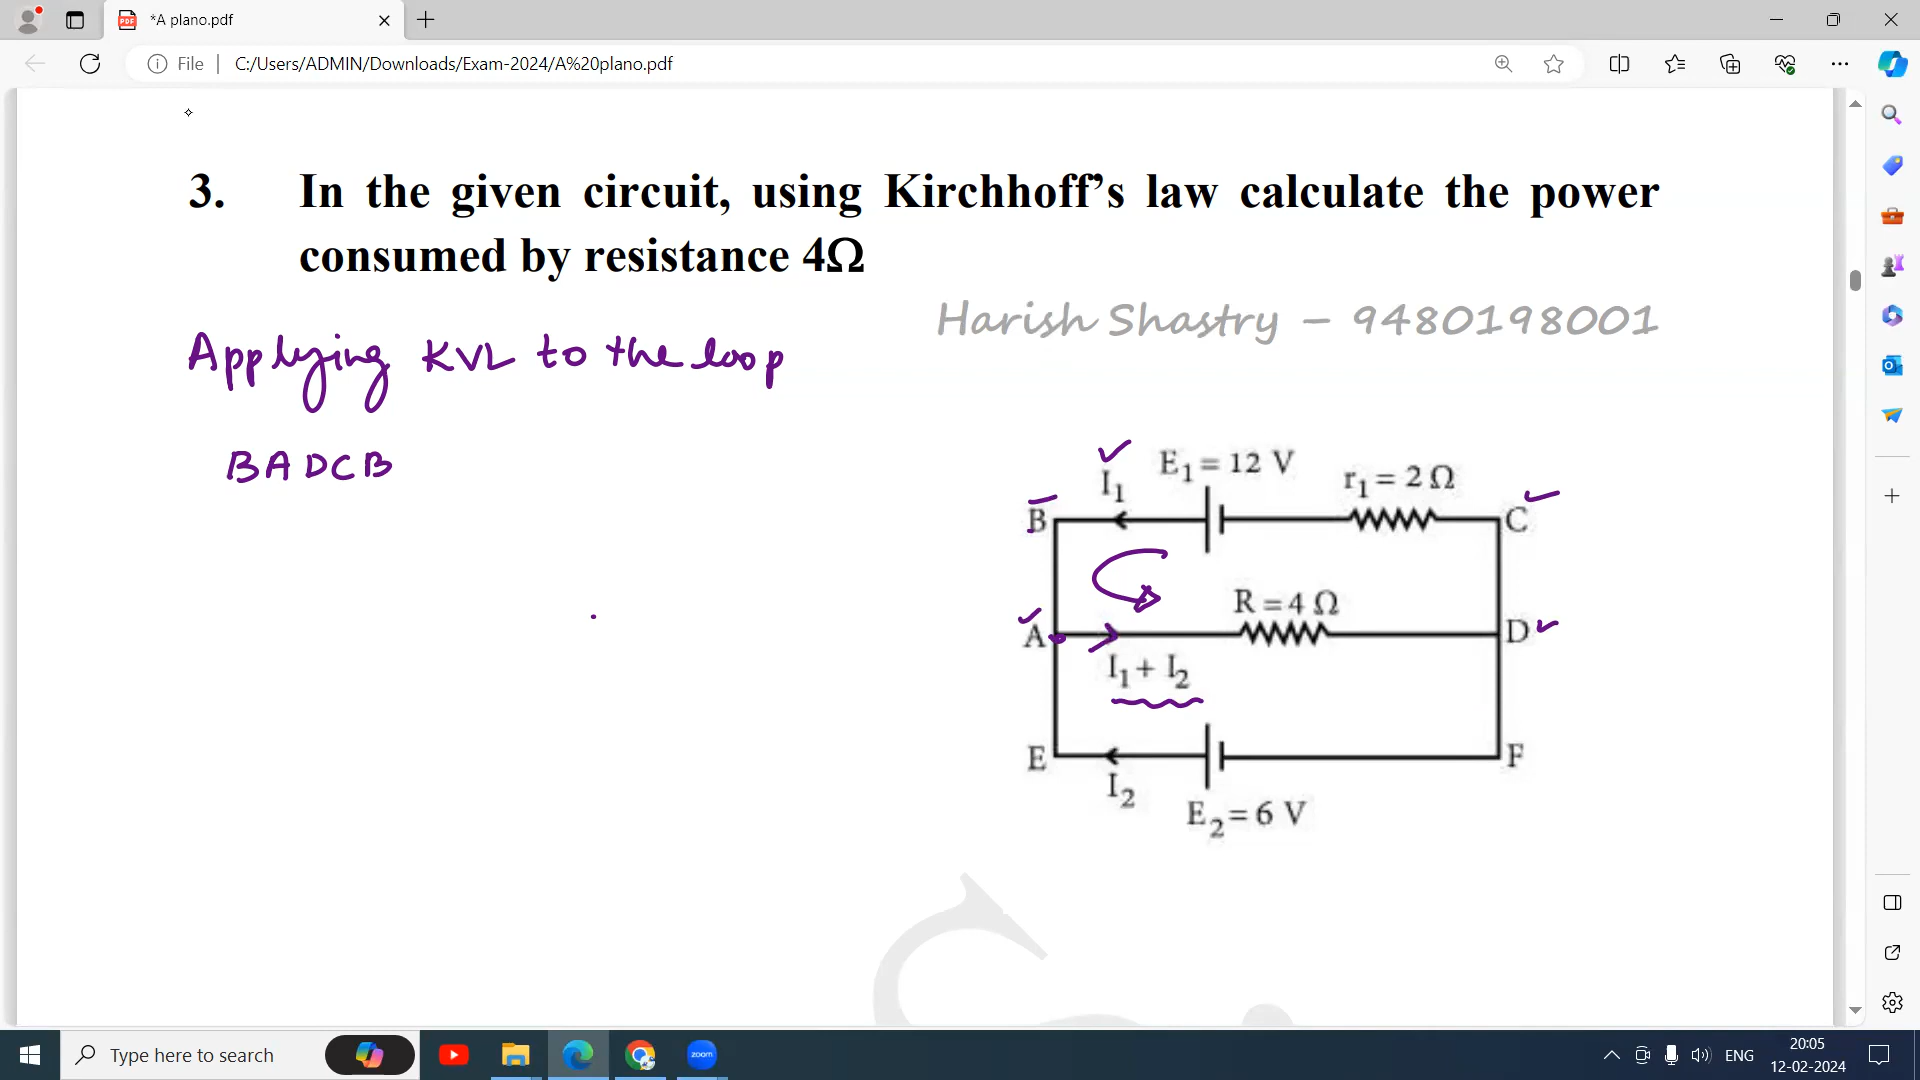 *A plano.pdf
File
C:/Users/ADMIN/Downloads/Exam-2024/A%20plano.pdf
3. In the given circuit, using Kirchhoff's law calculate the power
consumed by resistance 4Ω
Harish Shastry – 9480198001
Applying KVL to the loop
BADCB
I₁
E₁ = 12 V
r₁ = 2 Ω
B
C
R = 4 Ω
A
D
I₁ + I₂
E
F
I₂
E₂ = 6 V
Type here to search
zoom
ENG
20:05
12-02-2024